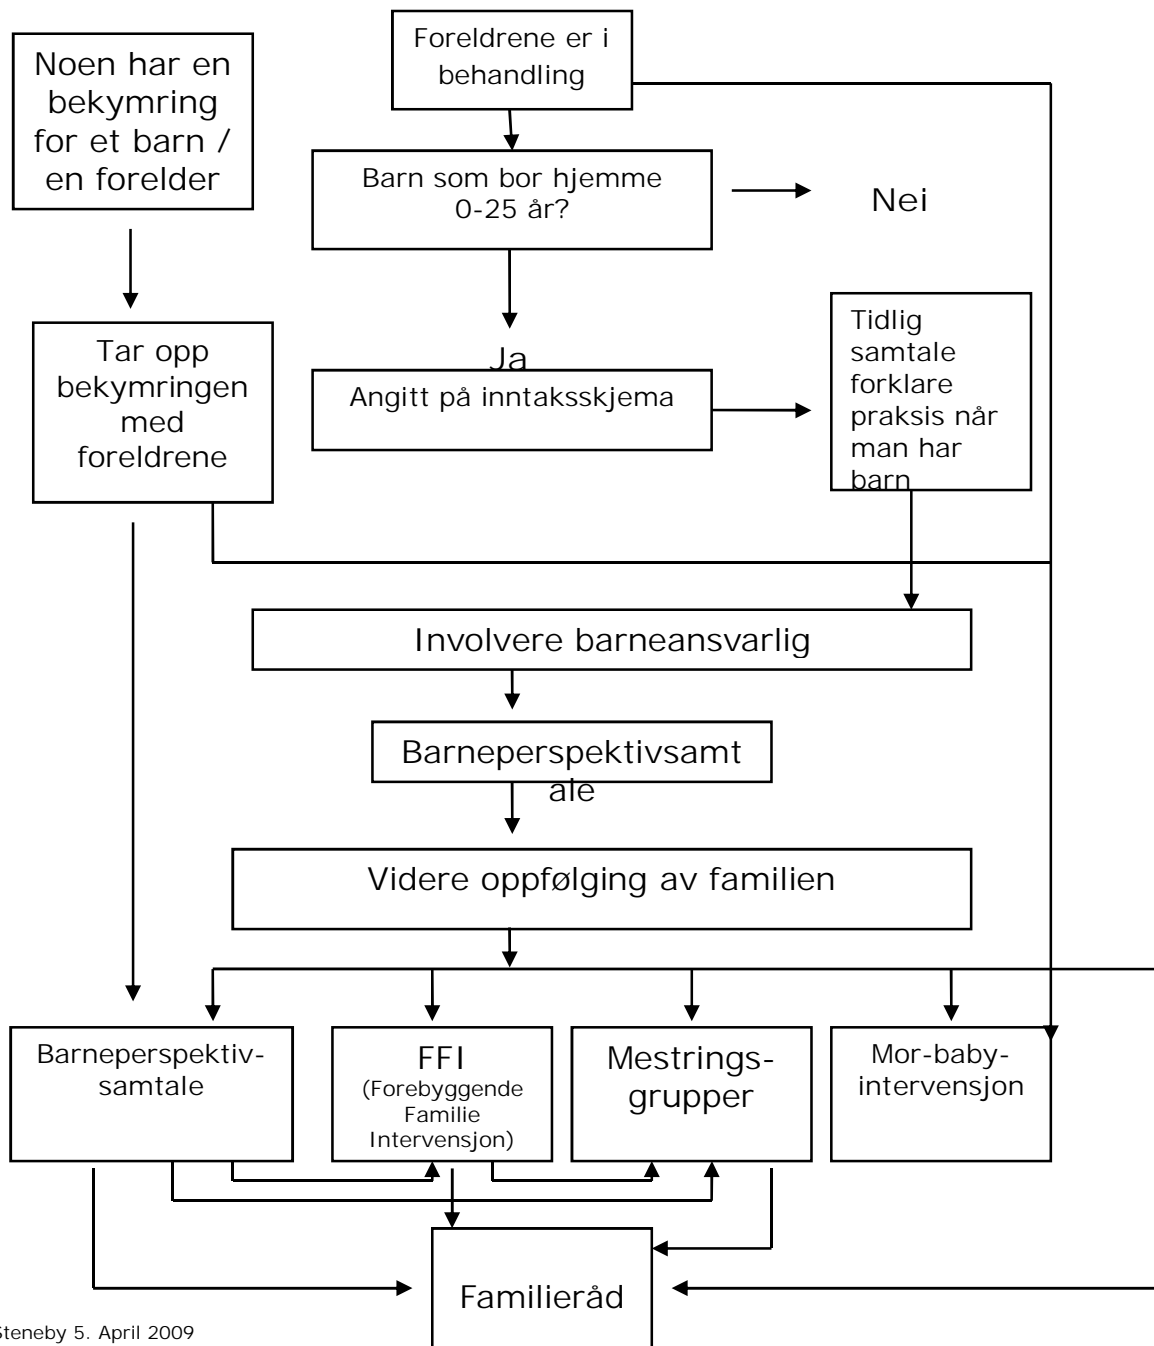 Noen har en
bekymring
for et barn /
en forelder
Foreldrene er i
behandling
Barn som bor hjemme
0-25 år?
Nei
Ja
Tar opp
bekymringen
med
foreldrene
Angitt på inntaksskjema
Tidlig
samtale
forklare
praksis når
man har
barn
Involvere barneansvarlig
Barneperspektivsamt
ale
Videre oppfølging av familien
Barneperspektiv-
samtale
FFI
(Forebyggende
Familie
Intervensjon)
Mestrings-
grupper
Mor-baby-
intervensjon
Familieråd
Steneby 5. April 2009